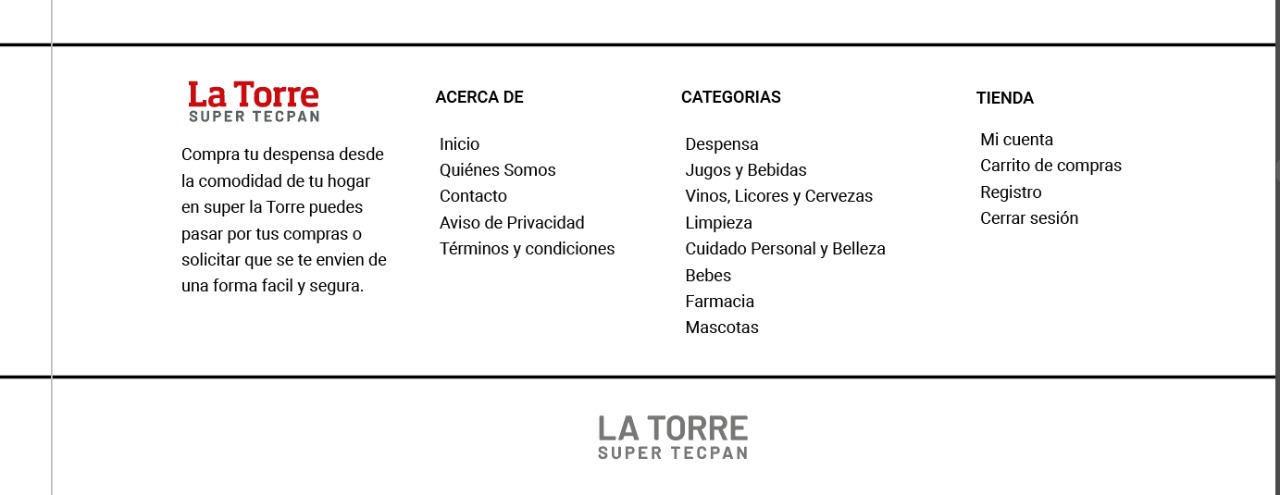 La Torre
SUPER TECPAN
Compra tu despensa desde
la comodidad de tu hogar
en super la Torre puedes
pasar por tus compras o
solicitar que se te envien de
una forma facil y segura.
ACERCA DE
Inicio
Quiénes Somos
Contacto
Aviso de Privacidad
Términos y condiciones
CATEGORIAS
Despensa
Jugos y Bebidas
Vinos, Licores y Cervezas
Limpieza
Cuidado Personal y Belleza
Bebes
Farmacia
Mascotas
TIENDA
Mi cuenta
Carrito de compras
Registro
Cerrar sesión
LA TORRE
SUPER TECPAN